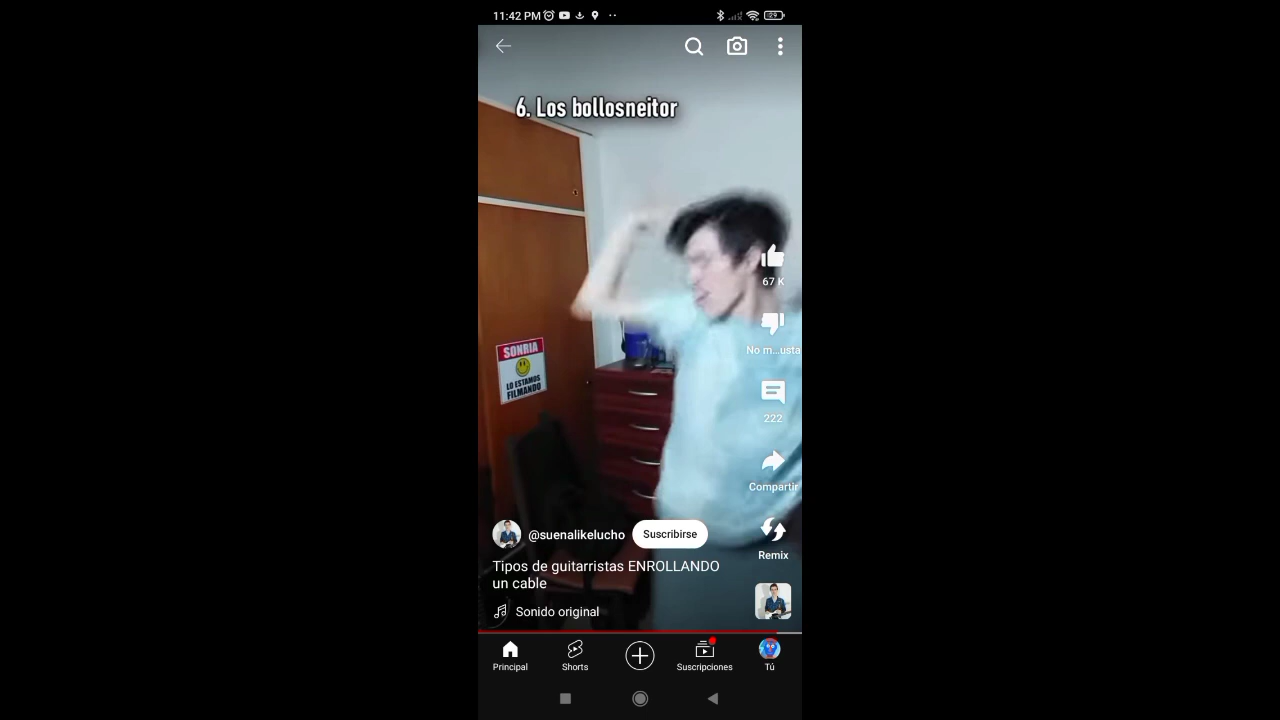 11:42 PM
29
6. Los bollosneitor
67 K
No m...usta
SONRIA
LO ESTAMOS
FILMANDO
222
Compartir
@suenalikelucho
Suscribirse
Remix
Tipos de guitarristas ENROLLANDO
un cable
Sonido original
Principal
Shorts
Suscripciones
Tú